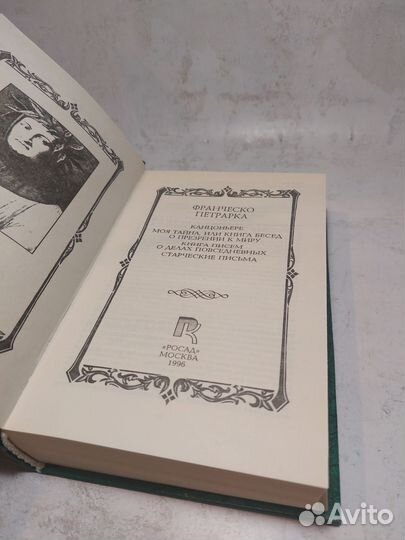 ФРАНЧЕСКО
ПЕТРАРКА
КАНЦОНЬЕРЕ
МОЯ ТАЙНА, ИЛИ КНИГА БЕСЕД
О ПРЕЗРЕНИИ К МИРУ
КНИГА ПИСЕМ
О ДЕЛАХ ПОВСЕДНЕВНЫХ
СТАРЧЕСКИЕ ПИСЬМА
«РОСАД»
МОСКВА
1996
Avito